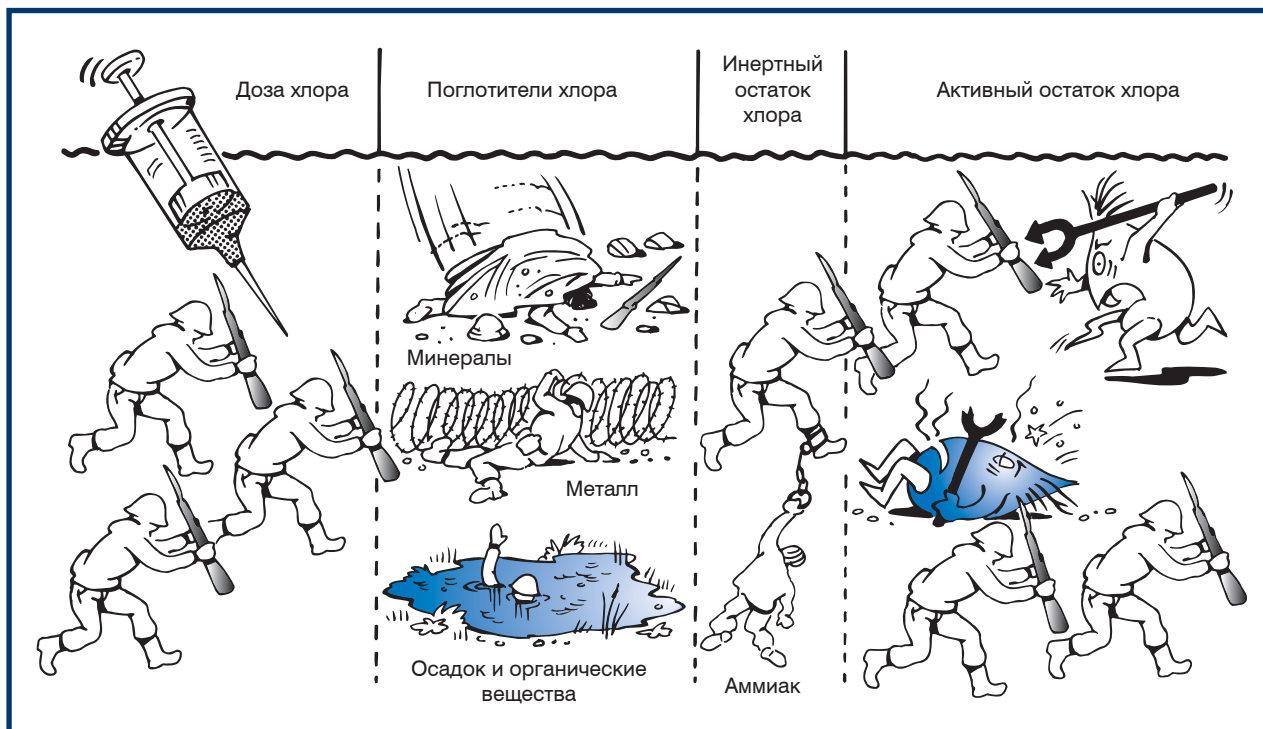 Доза хлора
Поглотители хлора
Инертный
остаток
хлора
Активный остаток хлора
Минералы
Металл
Осадок и органические
вещества
Аммиак